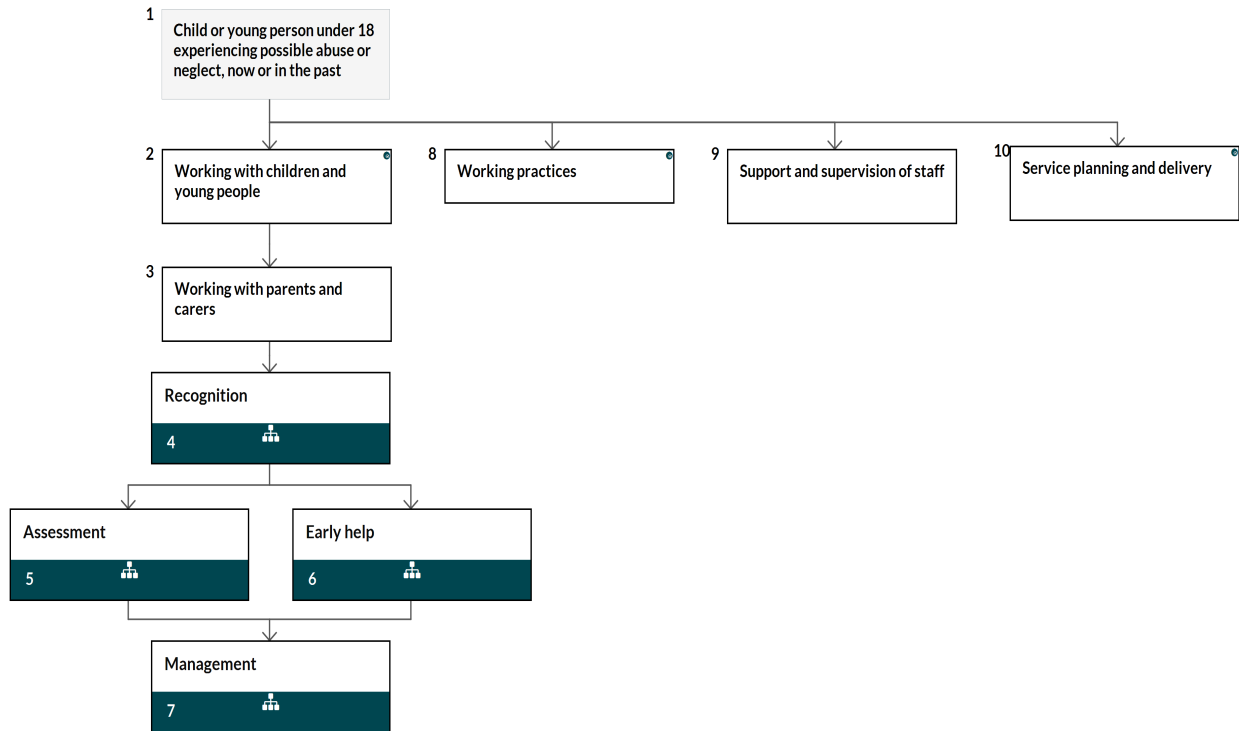 1
Child or young person under 18
experiencing possible abuse or
neglect, now or in the past
2
Working with children and
young people
8
Working practices
9
Support and supervision of staff
10
Service planning and delivery
3
Working with parents and
carers
Recognition
4
Assessment
5
Early help
6
Management
7